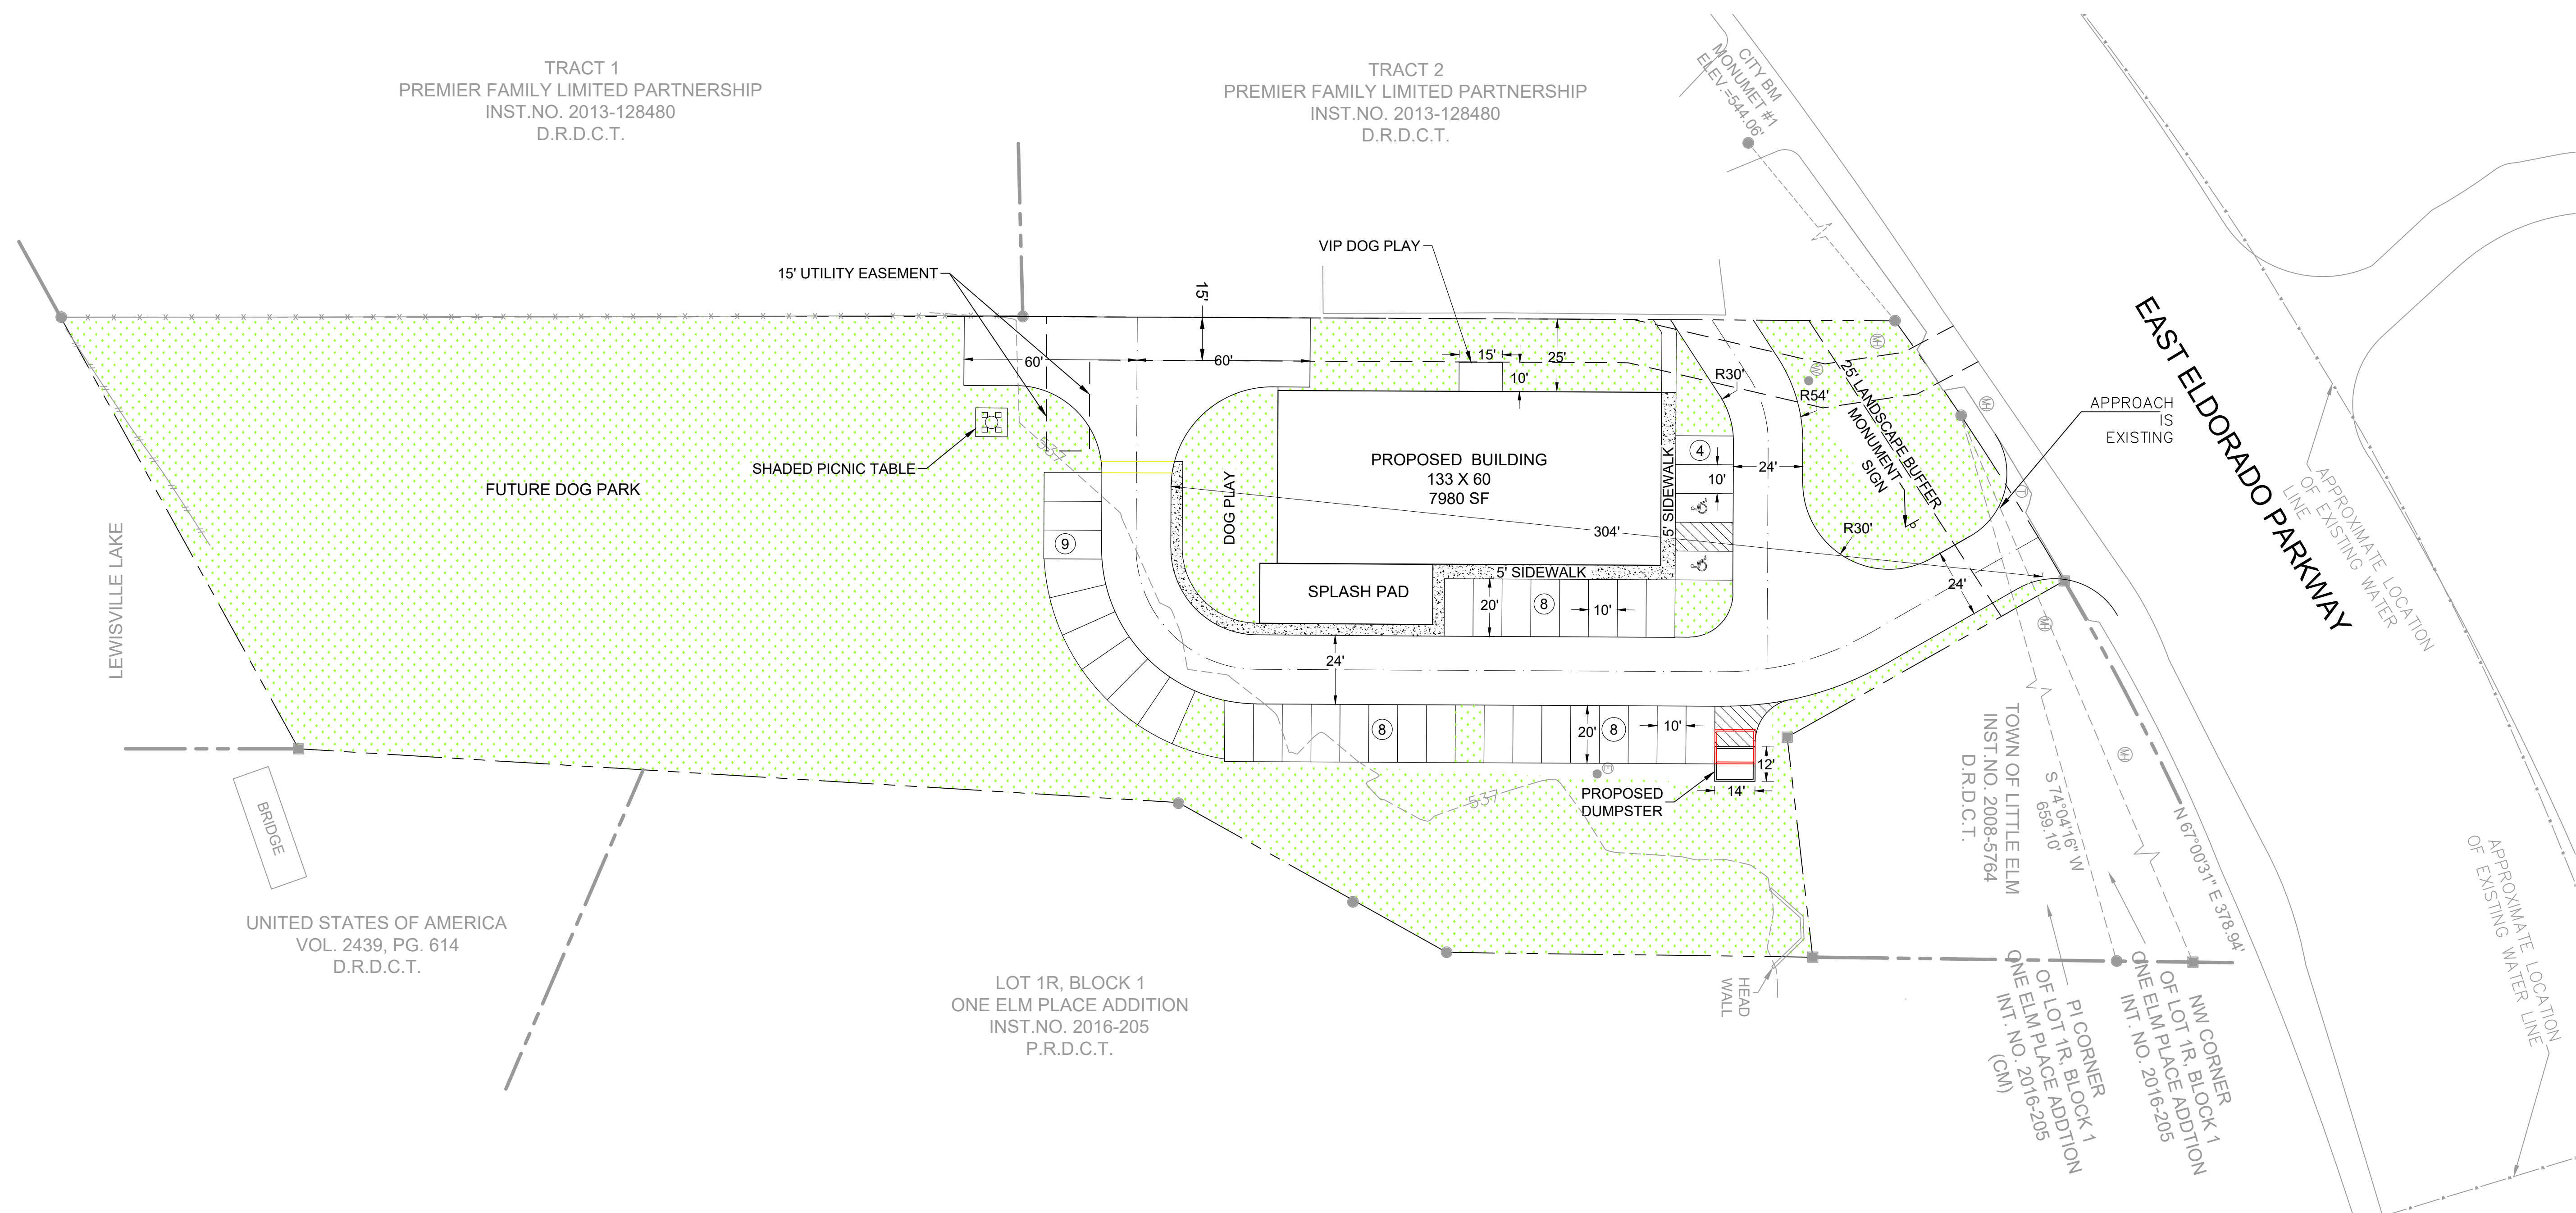 TRACT 1
PREMIER FAMILY LIMITED PARTNERSHIP
INST.NO. 2013-128480
D.R.D.C.T.
TRACT 2
PREMIER FAMILY LIMITED PARTNERSHIP
INST.NO. 2013-128480
D.R.D.C.T.
CITY BM
MONUMET #1
ELEV.=544.06'
VIP DOG PLAY
15' UTILITY EASEMENT
15'
60'
60'
15'
25'
10'
R30'
R54'
25' LANDSCAPE BUFFER
MONUMENT
SIGN
APPROACH
IS
EXISTING
EAST ELDORADO PARKWAY
APPROXIMATE LOCATION
OF EXISTING WATER
LINE
SHADED PICNIC TABLE
537
FUTURE DOG PARK
DOG PLAY
PROPOSED BUILDING
133 X 60
7980 SF
5' SIDEWALK
4
10'
24'
304'
R30'
9
LEWISVILLE LAKE
5' SIDEWALK
SPLASH PAD
20'
8
10'
24'
24'
8
20'
8
10'
12'
14'
PROPOSED
DUMPSTER
537
BRIDGE
TOWN OF LITTLE ELM
INST.NO. 2008-5764
D.R.D.C.T.
S 74°04'16" W
659.10'
N 67°00'31" E 378.94'
APPROXIMATE LOCATION
OF EXISTING WATER LINE
UNITED STATES OF AMERICA
VOL. 2439, PG. 614
D.R.D.C.T.
LOT 1R, BLOCK 1
ONE ELM PLACE ADDITION
INST.NO. 2016-205
P.R.D.C.T.
HEAD
WALL
PI CORNER
OF LOT 1R, BLOCK 1
ONE ELM PLACE ADDTION
INT. NO. 2016-205
(CM)
NW CORNER
OF LOT 1R, BLOCK 1
ONE ELM PLACE ADDTION
INT. NO. 2016-205